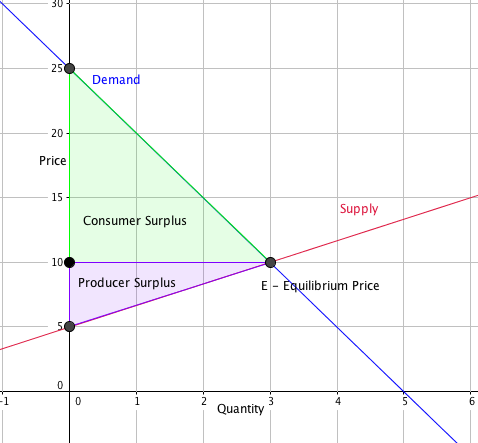 30
25
Demand
20
Price
15
Supply
Consumer Surplus
10
Producer Surplus
E - Equilibrium Price
5
0
-1 0 1 2 3 4 5 6
Quantity